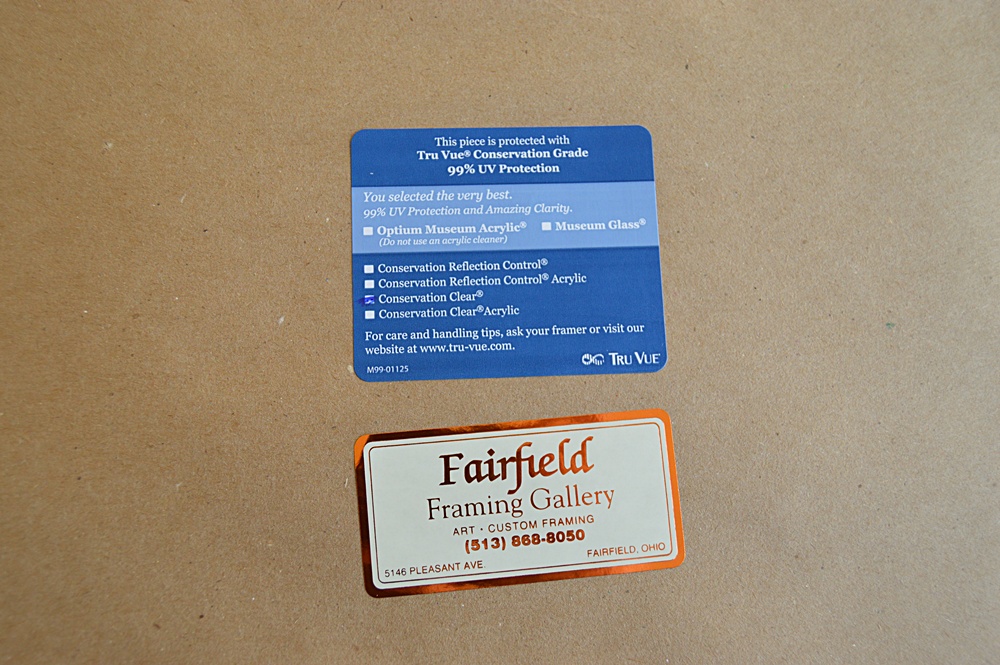 This piece is protected with
Tru Vue® Conservation Grade
99% UV Protection
You selected the very best.
99% UV Protection and Amazing Clarity.
Optium Museum Acrylic® Museum Glass®
(Do not use an acrylic cleaner)
Conservation Reflection Control®
Conservation Reflection Control® Acrylic
Conservation Clear®
Conservation Clear®Acrylic
For care and handling tips, ask your framer or visit our
website at www.tru-vue.com.
M99-01125 TRU VUE®
Fairfield
Framing Gallery
ART · CUSTOM FRAMING
(513) 868-8050
5146 PLEASANT AVE. FAIRFIELD, OHIO